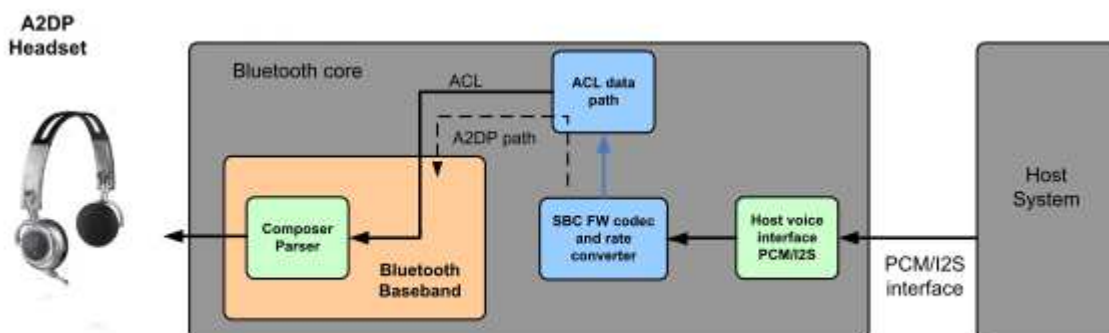 A2DP
Headset
Bluetooth core
ACL
ACL data
path
A2DP path
Host
System
Composer
Parser
SBC FW codec
and rate
converter
Host voice
interface
PCM/I2S
Bluetooth
Baseband
PCM/I2S
interface